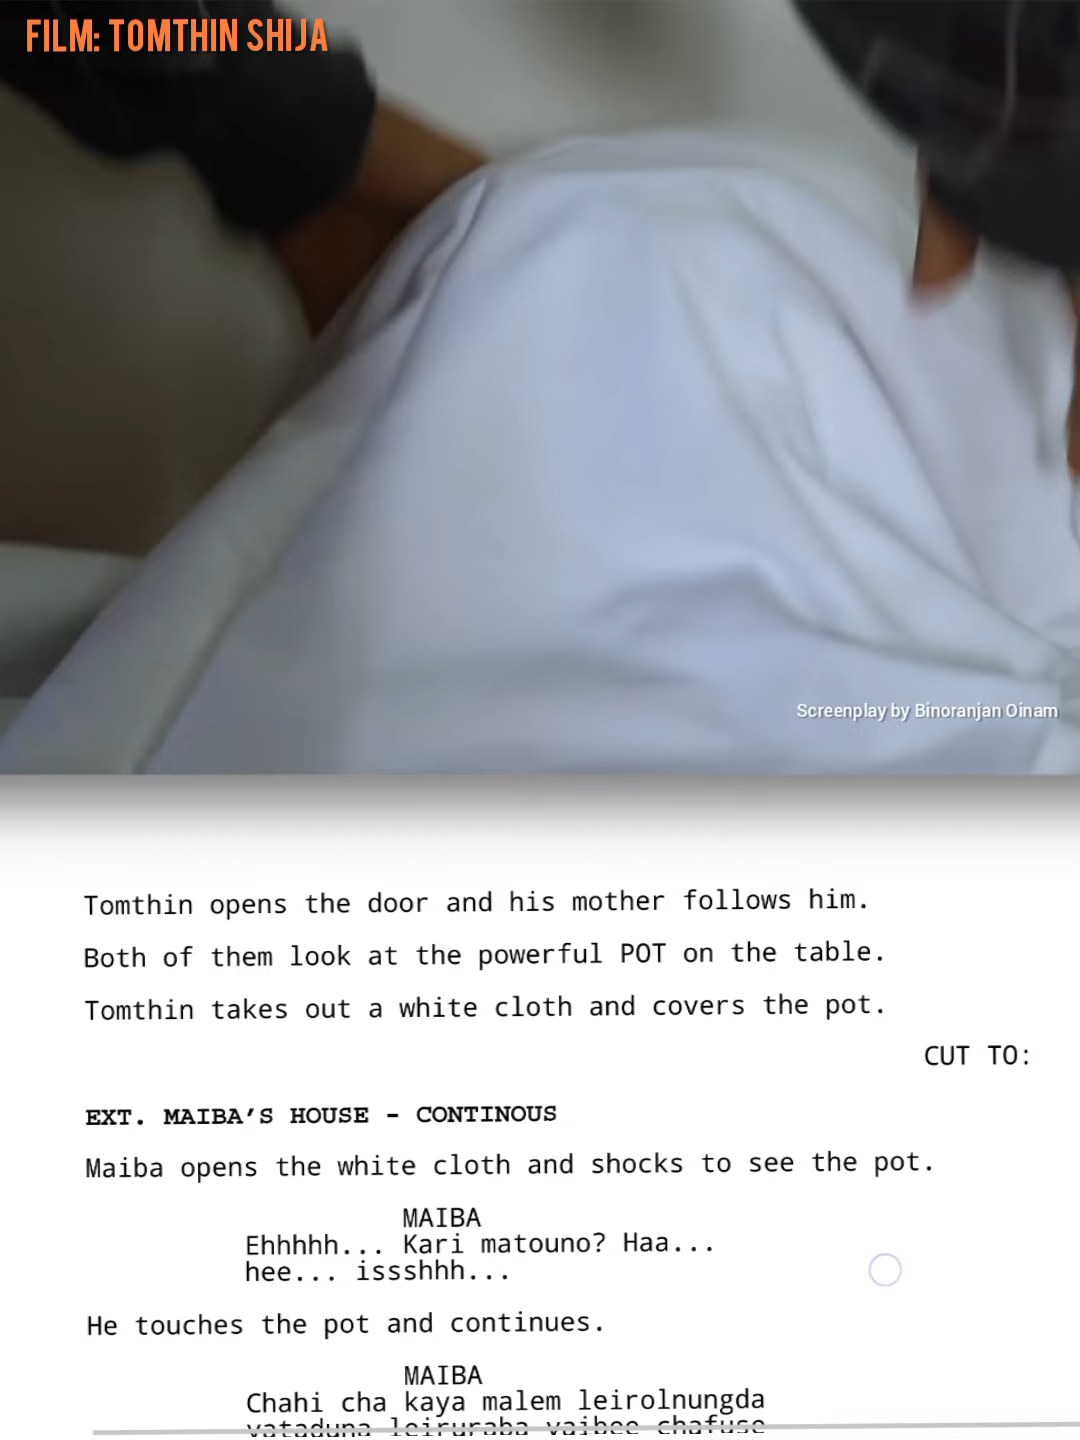 FILM: TOMTHIN SHIJA
Screenplay by Binoranjan Oinam
Tomthin opens the door and his mother follows him.
Both of them look at the powerful POT on the table.
Tomthin takes out a white cloth and covers the pot.
CUT TO:
EXT. MAIBA'S HOUSE - CONTINOUS
Maiba opens the white cloth and shocks to see the pot.
MAIBA
Ehhhhh... Kari matouno? Haa...
hee... issshhh...
He touches the pot and continues.
MAIBA
Chahi cha kaya malem leirolnungda